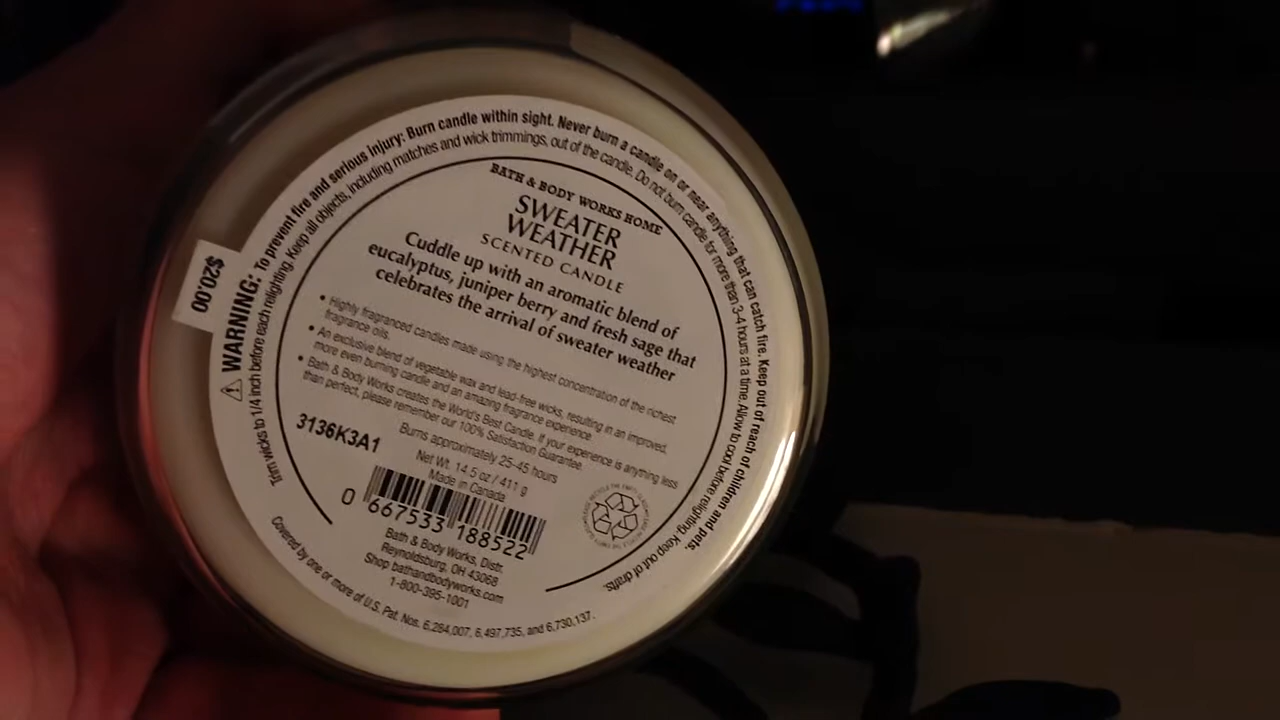 ⚠ WARNING: To prevent fire and serious injury: Burn candle within sight. Never burn a candle on or near anything that can catch fire. Keep out of reach of children and pets.
Trim wicks to 1/4 inch before each relighting. Keep all objects, including matches and wick trimmings, out of the candle. Do not burn candle for more than 3-4 hours at a time. Allow to cool before relighting. Keep out of drafts.
$20.00
BATH & BODY WORKS HOME
SWEATER
WEATHER
SCENTED CANDLE
Cuddle up with an aromatic blend of
eucalyptus, juniper berry and fresh sage that
celebrates the arrival of sweater weather
• Highly fragranced candles made using the highest concentration of the richest
fragrance oils.
• An exclusive blend of vegetable wax and lead-free wicks, resulting in an improved,
more even burning candle and an amazing fragrance experience.
• Bath & Body Works creates the World's Best Candle. If your experience is anything less
than perfect, please remember our 100% Satisfaction Guarantee.
3136K3A1
Burns approximately 25-45 hours
Net Wt. 14.5 oz / 411 g
Made in Canada
0 667533 188522
Bath & Body Works, Distr.
Reynoldsburg, OH 43068
Shop bathandbodyworks.com
1-800-395-1001
Covered by one or more of U.S. Pat. Nos. 6,284,007, 6,497,735, and 6,730,137.